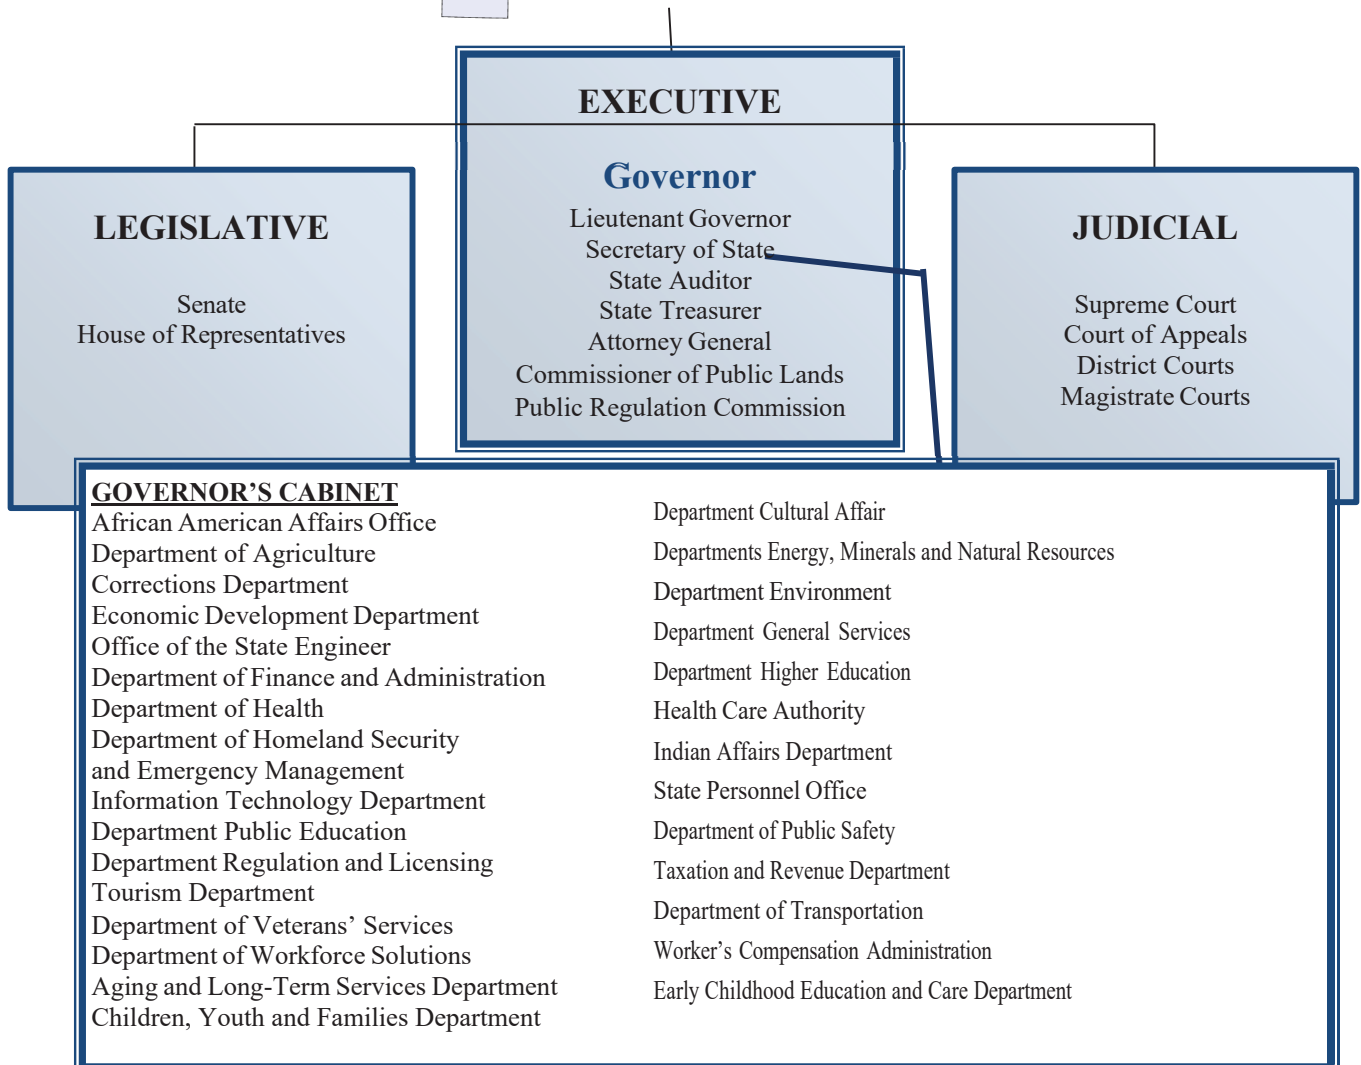 EXECUTIVE
Governor
Lieutenant Governor
Secretary of State
State Auditor
State Treasurer
Attorney General
Commissioner of Public Lands
Public Regulation Commission
LEGISLATIVE
Senate
House of Representatives
JUDICIAL
Supreme Court
Court of Appeals
District Courts
Magistrate Courts
GOVERNOR’S CABINET
African American Affairs Office
Department of Agriculture
Corrections Department
Economic Development Department
Office of the State Engineer
Department of Finance and Administration
Department of Health
Department of Homeland Security
and Emergency Management
Information Technology Department
Department Public Education
Department Regulation and Licensing
Tourism Department
Department of Veterans’ Services
Department of Workforce Solutions
Aging and Long-Term Services Department
Children, Youth and Families Department
Department Cultural Affair
Departments Energy, Minerals and Natural Resources
Department Environment
Department General Services
Department Higher Education
Health Care Authority
Indian Affairs Department
State Personnel Office
Department of Public Safety
Taxation and Revenue Department
Department of Transportation
Worker’s Compensation Administration
Early Childhood Education and Care Department